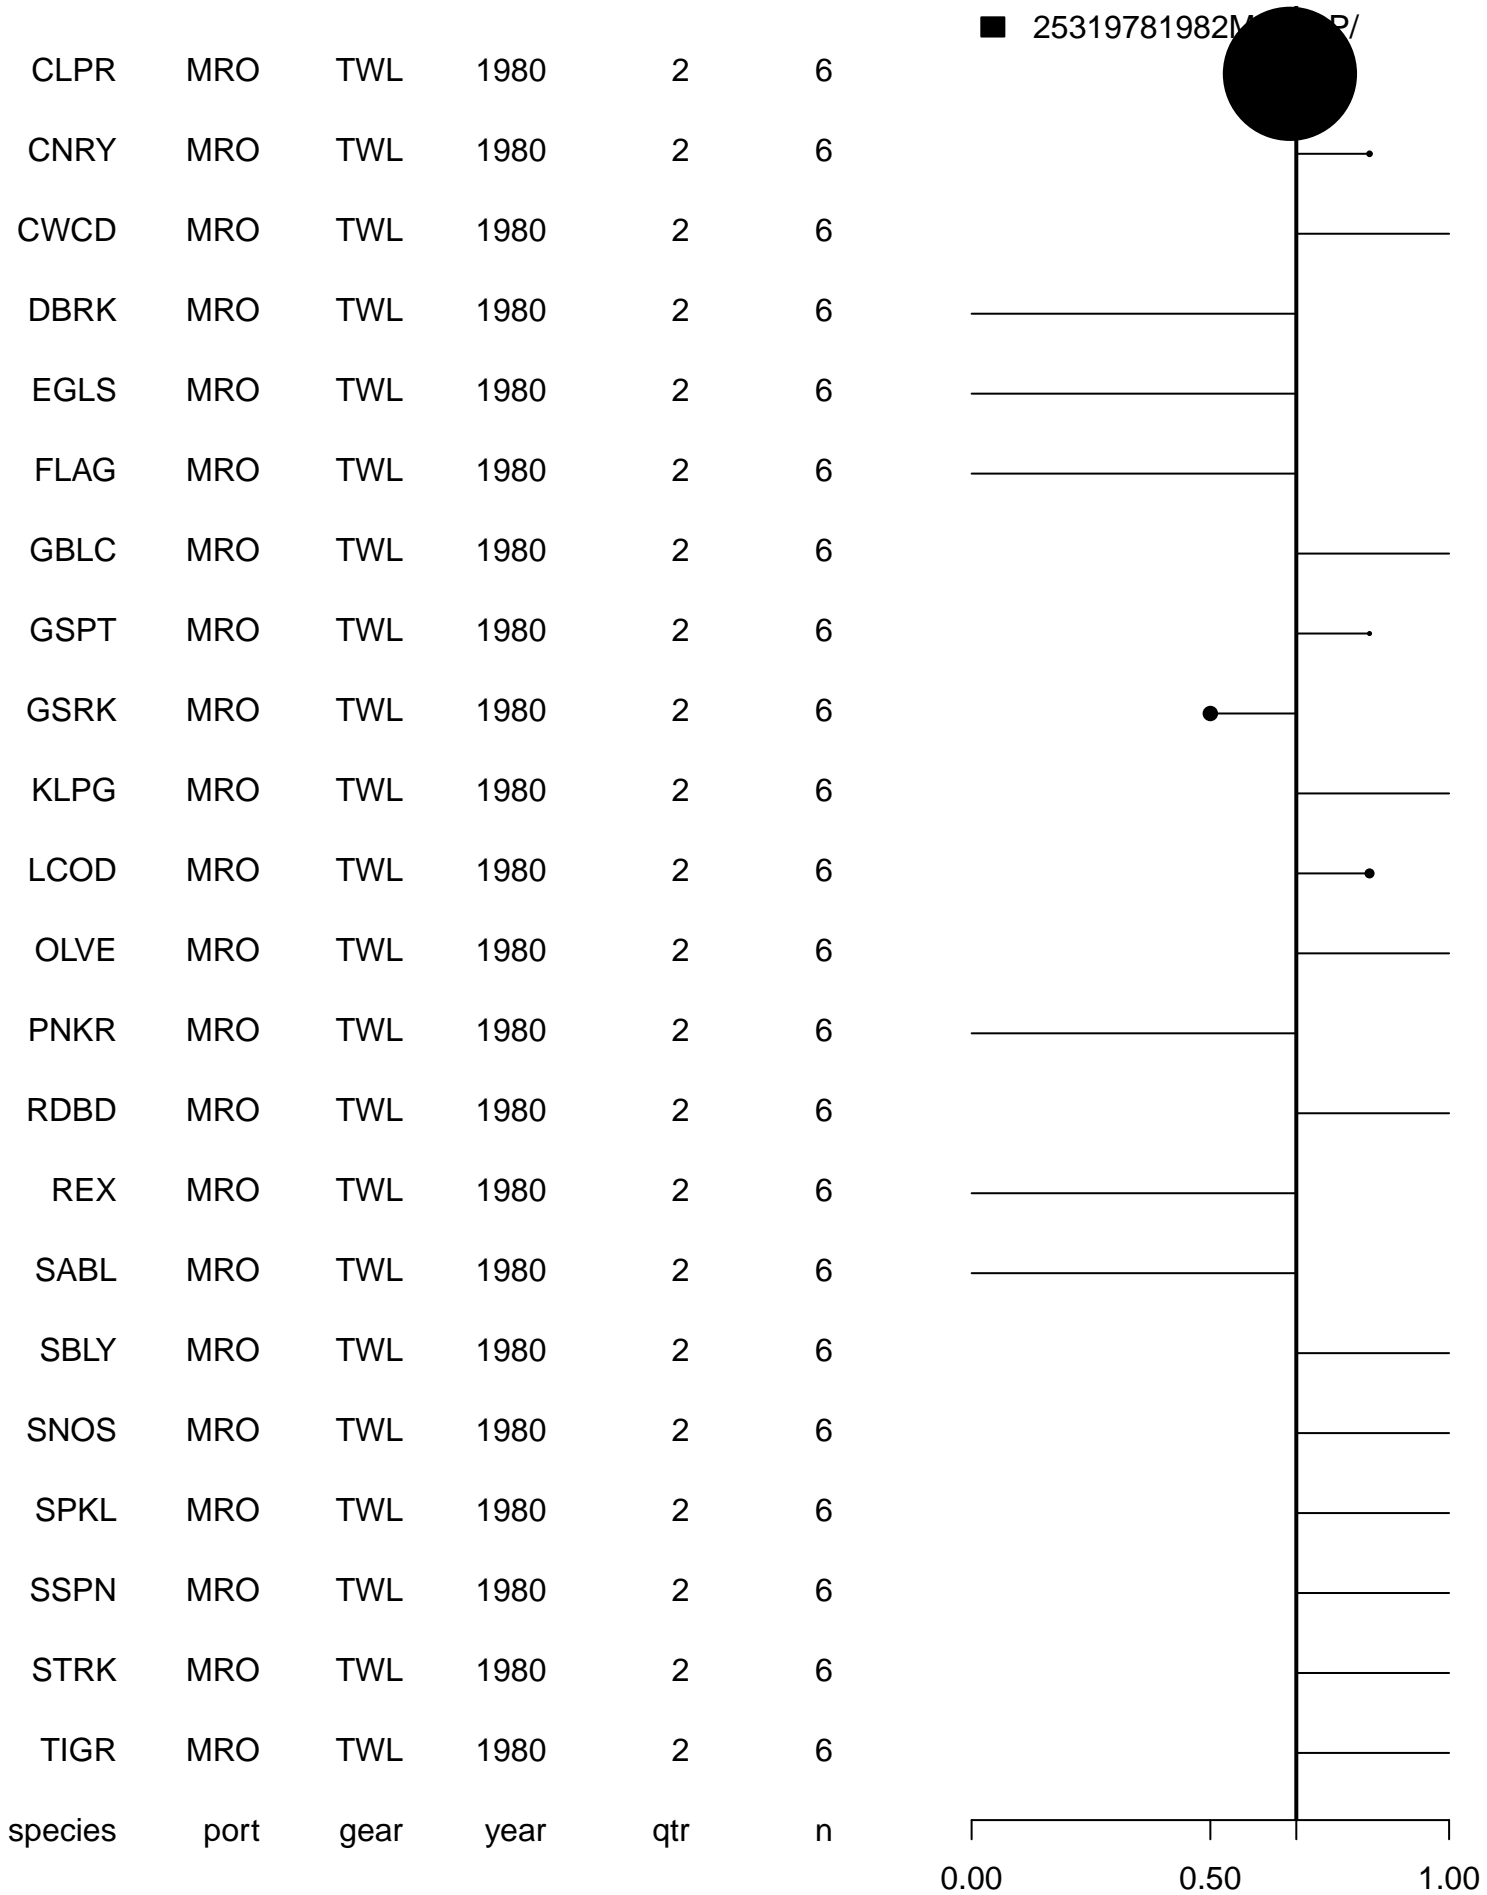 25319781982M P/
CLPR MRO TWL 1980 2 6
CNRY MRO TWL 1980 2 6
CWCD MRO TWL 1980 2 6
DBRK MRO TWL 1980 2 6
EGLS MRO TWL 1980 2 6
FLAG MRO TWL 1980 2 6
GBLC MRO TWL 1980 2 6
GSPT MRO TWL 1980 2 6
GSRK MRO TWL 1980 2 6
KLPG MRO TWL 1980 2 6
LCOD MRO TWL 1980 2 6
OLVE MRO TWL 1980 2 6
PNKR MRO TWL 1980 2 6
RDBD MRO TWL 1980 2 6
REX MRO TWL 1980 2 6
SABL MRO TWL 1980 2 6
SBLY MRO TWL 1980 2 6
SNOS MRO TWL 1980 2 6
SPKL MRO TWL 1980 2 6
SSPN MRO TWL 1980 2 6
STRK MRO TWL 1980 2 6
TIGR MRO TWL 1980 2 6
species port gear year qtr n
0.00 0.50 1.00